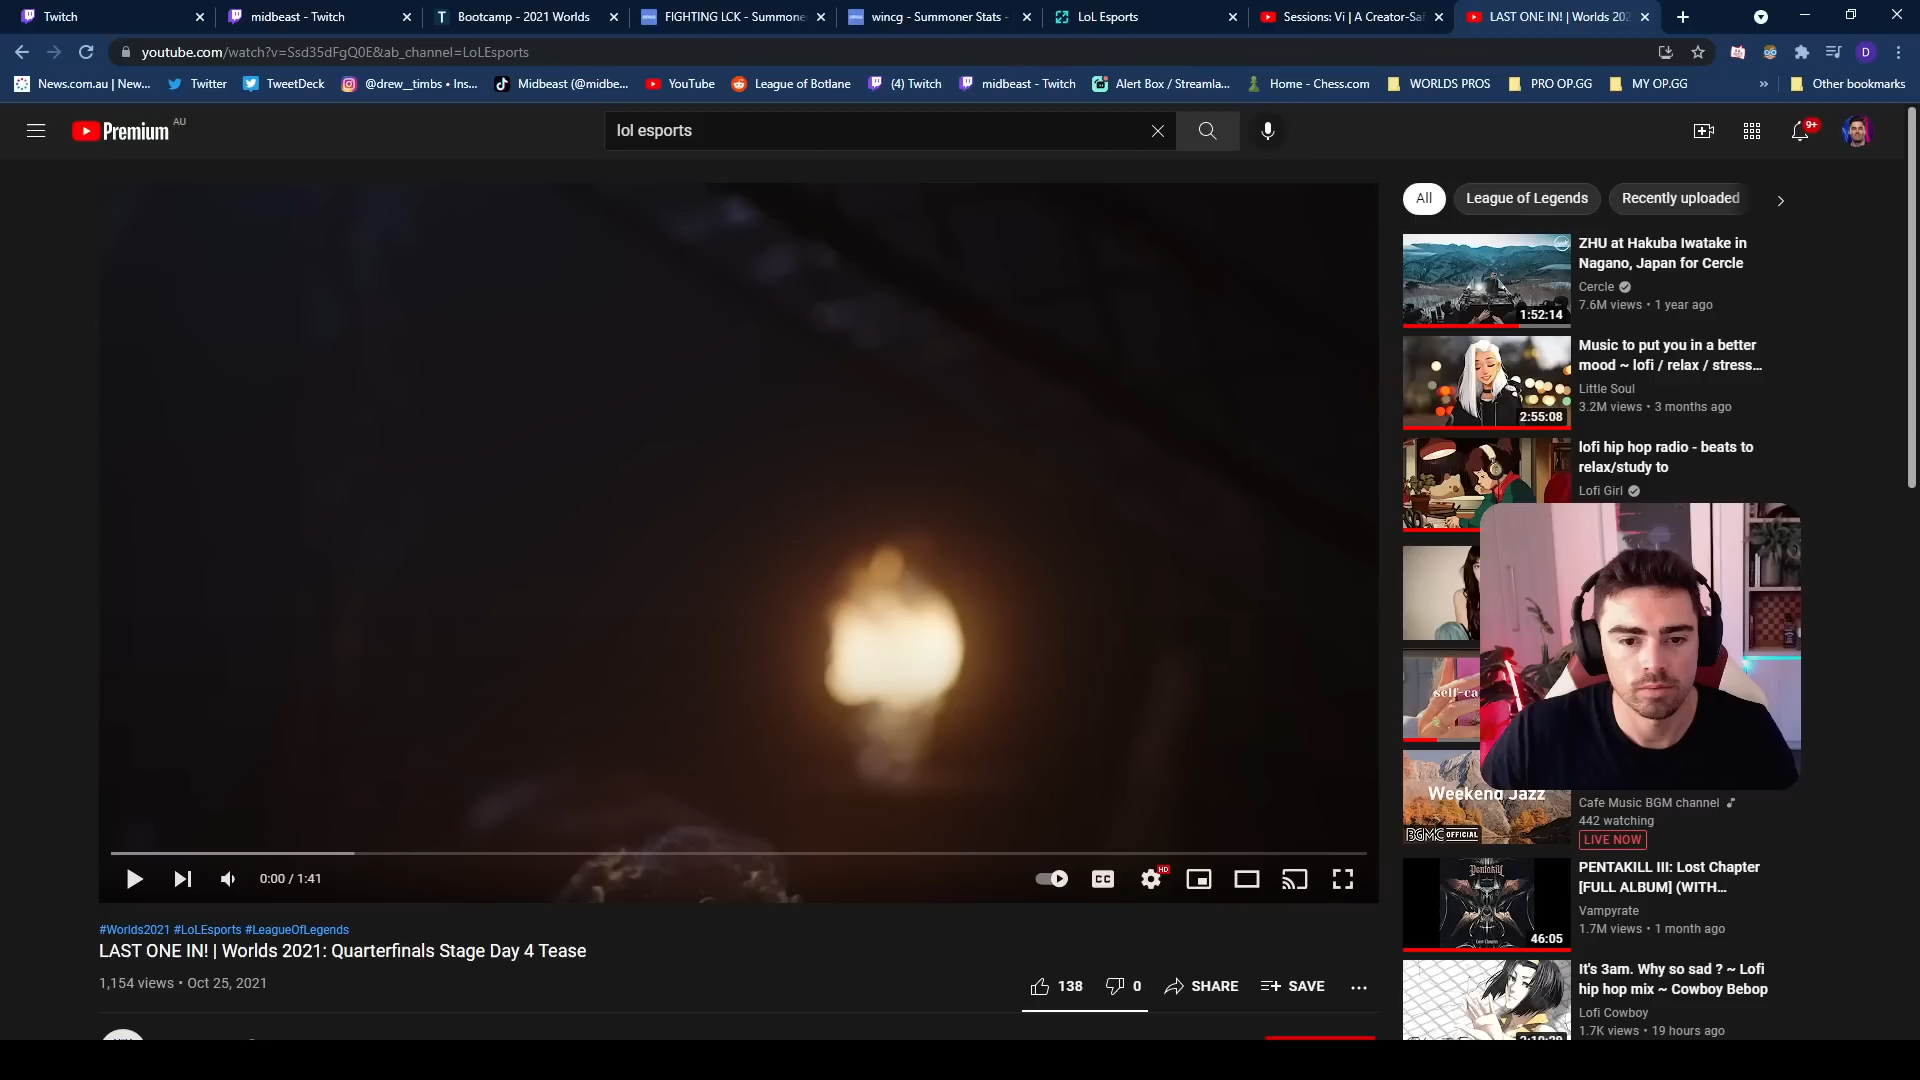 Twitch
midbeast - Twitch
Bootcamp - 2021 Worlds
FIGHTING LCK - Summone
wincg - Summoner Stats -
LoL Esports
Sessions: Vi | A Creator-Sa
LAST ONE IN! | Worlds 202
youtube.com/watch?v=Ssd35dFgQ0E&ab_channel=LoLEsports
D
News.com.au | New...
Twitter
TweetDeck
@drew__timbs • Ins...
Midbeast (@midbe...
YouTube
League of Botlane
(4) Twitch
midbeast - Twitch
Alert Box / Streamla...
Home - Chess.com
WORLDS PROS
PRO OP.GG
MY OP.GG
»
Other bookmarks
Premium
AU
lol esports
9+
All
League of Legends
Recently uploaded
ZHU at Hakuba Iwatake in
Nagano, Japan for Cercle
Cercle
7.6M views • 1 year ago
1:52:14
Music to put you in a better
mood ~ lofi / relax / stress...
Little Soul
3.2M views • 3 months ago
2:55:08
lofi hip hop radio - beats to
relax/study to
Lofi Girl
self-ca
Weekend Jazz
BGMC OFFICIAL
Cafe Music BGM channel
442 watching
LIVE NOW
PENTAKILL III: Lost Chapter
[FULL ALBUM] (WITH...
Vampyrate
1.7M views • 1 month ago
Pentakill
46:05
It's 3am. Why so sad ? ~ Lofi
hip hop mix ~ Cowboy Bebop
Lofi Cowboy
1.7K views • 19 hours ago
0:00 / 1:41
CC
HD
#Worlds2021 #LoLEsports #LeagueOfLegends
LAST ONE IN! | Worlds 2021: Quarterfinals Stage Day 4 Tease
1,154 views • Oct 25, 2021
138
0
SHARE
SAVE